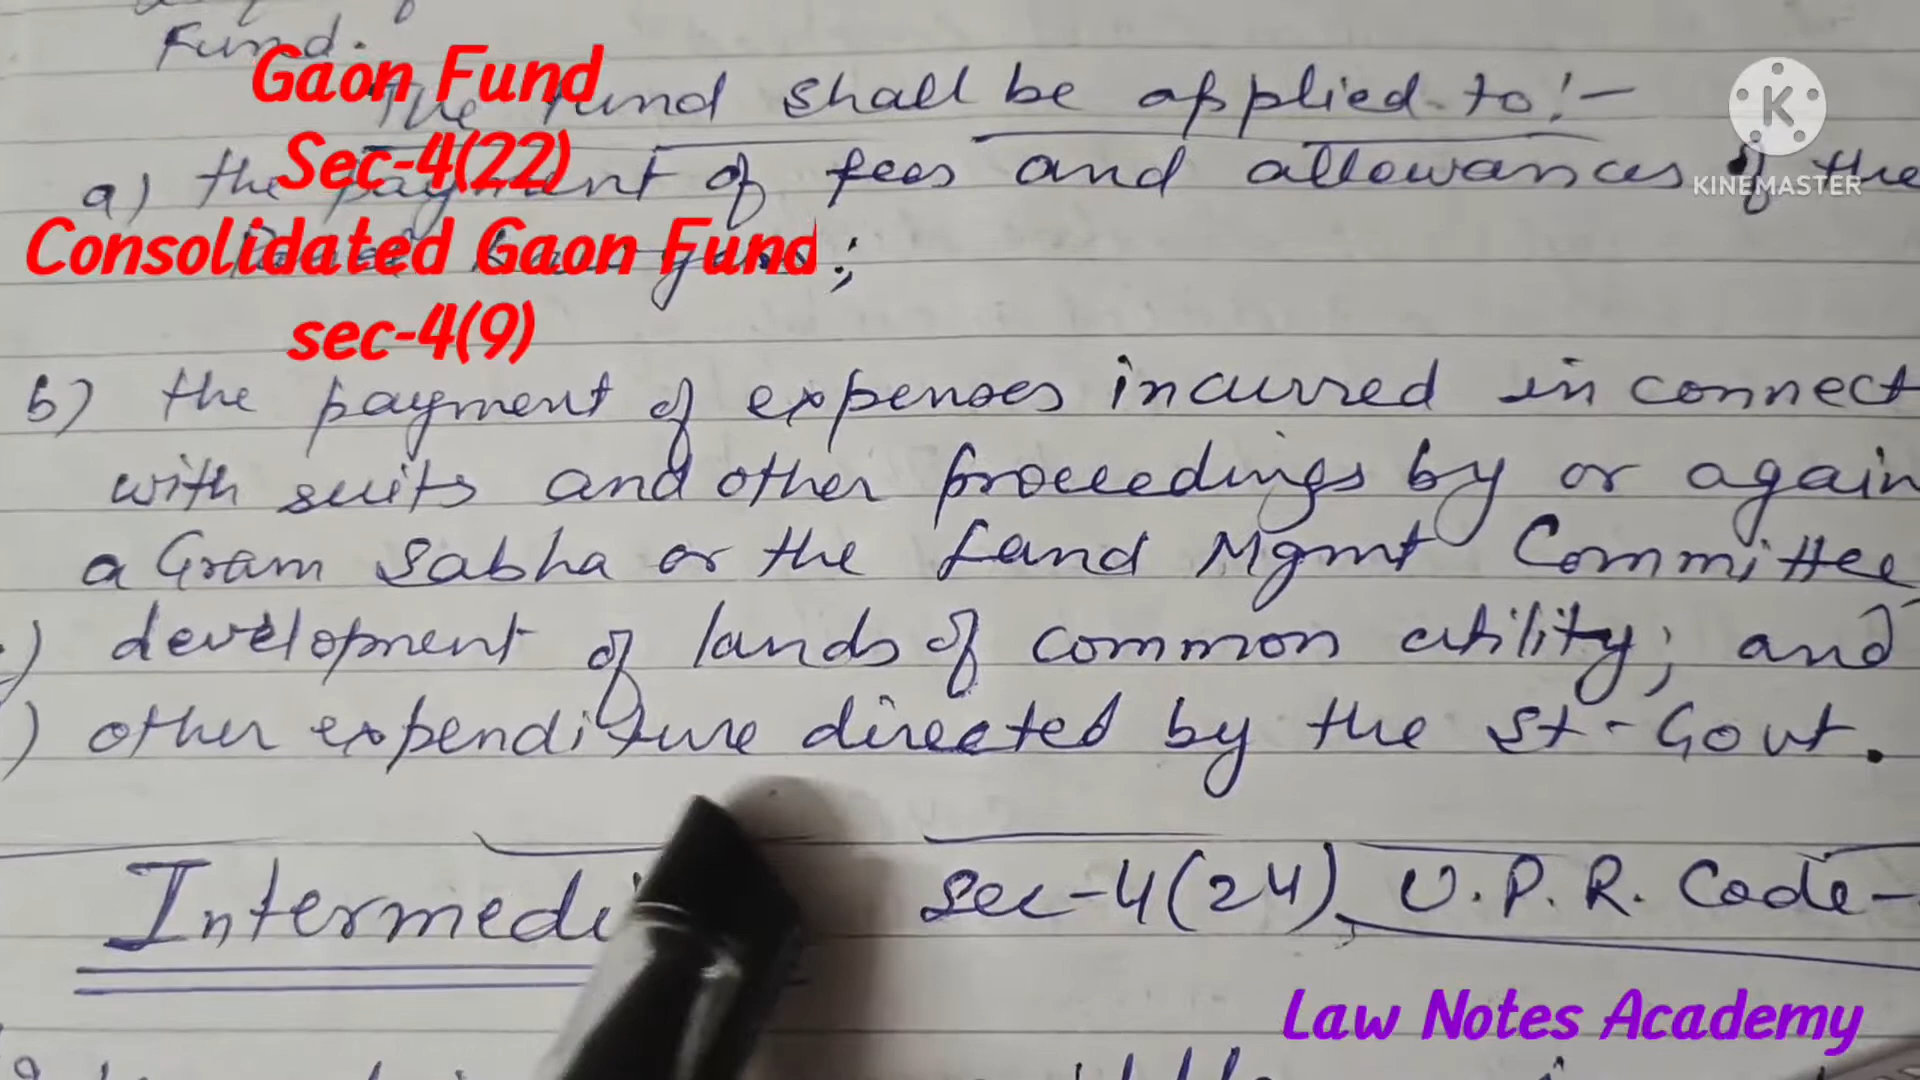 Fund.
Gaon Fund
The fund shall be applied to:-
Sec-4(22)
a) the payment of fees and allowances of the
Consolidated Gaon Fund
;
sec-4(9)
b) the payment of expenses incurred in connect
with suits and other proceedings by or again
a Gram Sabha or the Land Mgmt Committee
) development of lands of common utility; and
) other expenditure directed by the St-Govt.
Intermedi sec-4(24) U.P.R. Code-
K
KINEMASTER
Law Notes Academy